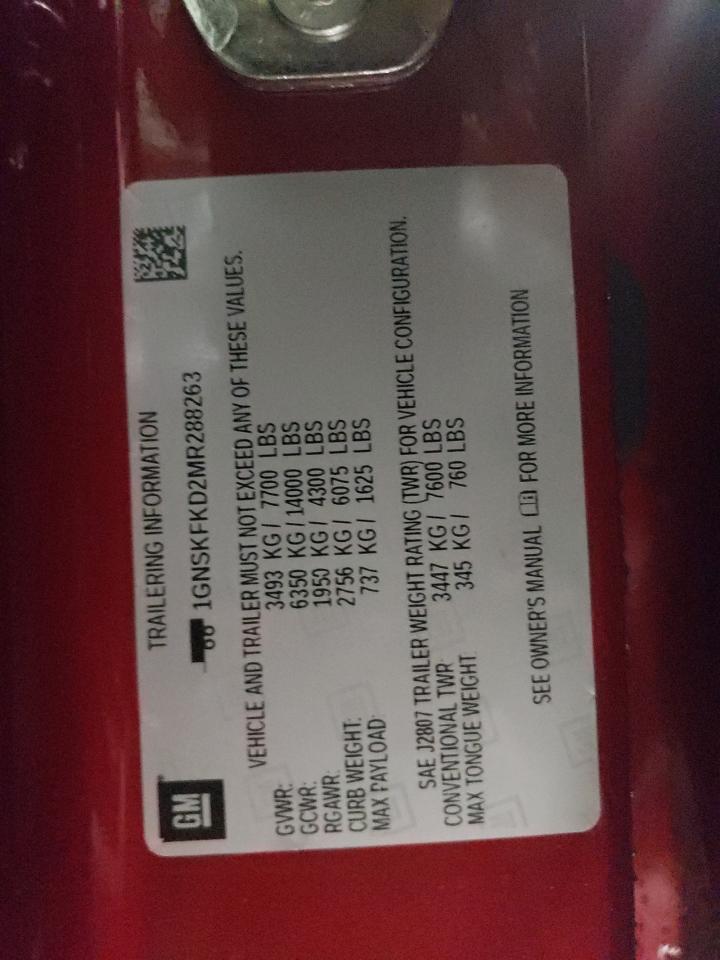 GM
TRAILERING INFORMATION
1GNSKFKD2MR288263
VEHICLE AND TRAILER MUST NOT EXCEED ANY OF THESE VALUES.
GVWR: 3493 KG / 7700 LBS
GCWR: 6350 KG / 14000 LBS
RGAWR: 1950 KG / 4300 LBS
CURB WEIGHT: 2756 KG / 6075 LBS
MAX PAYLOAD: 737 KG / 1625 LBS
SAE J2807 TRAILER WEIGHT RATING (TWR) FOR VEHICLE CONFIGURATION.
CONVENTIONAL TWR: 3447 KG / 7600 LBS
MAX TONGUE WEIGHT: 345 KG / 760 LBS
SEE OWNER'S MANUAL FOR MORE INFORMATION